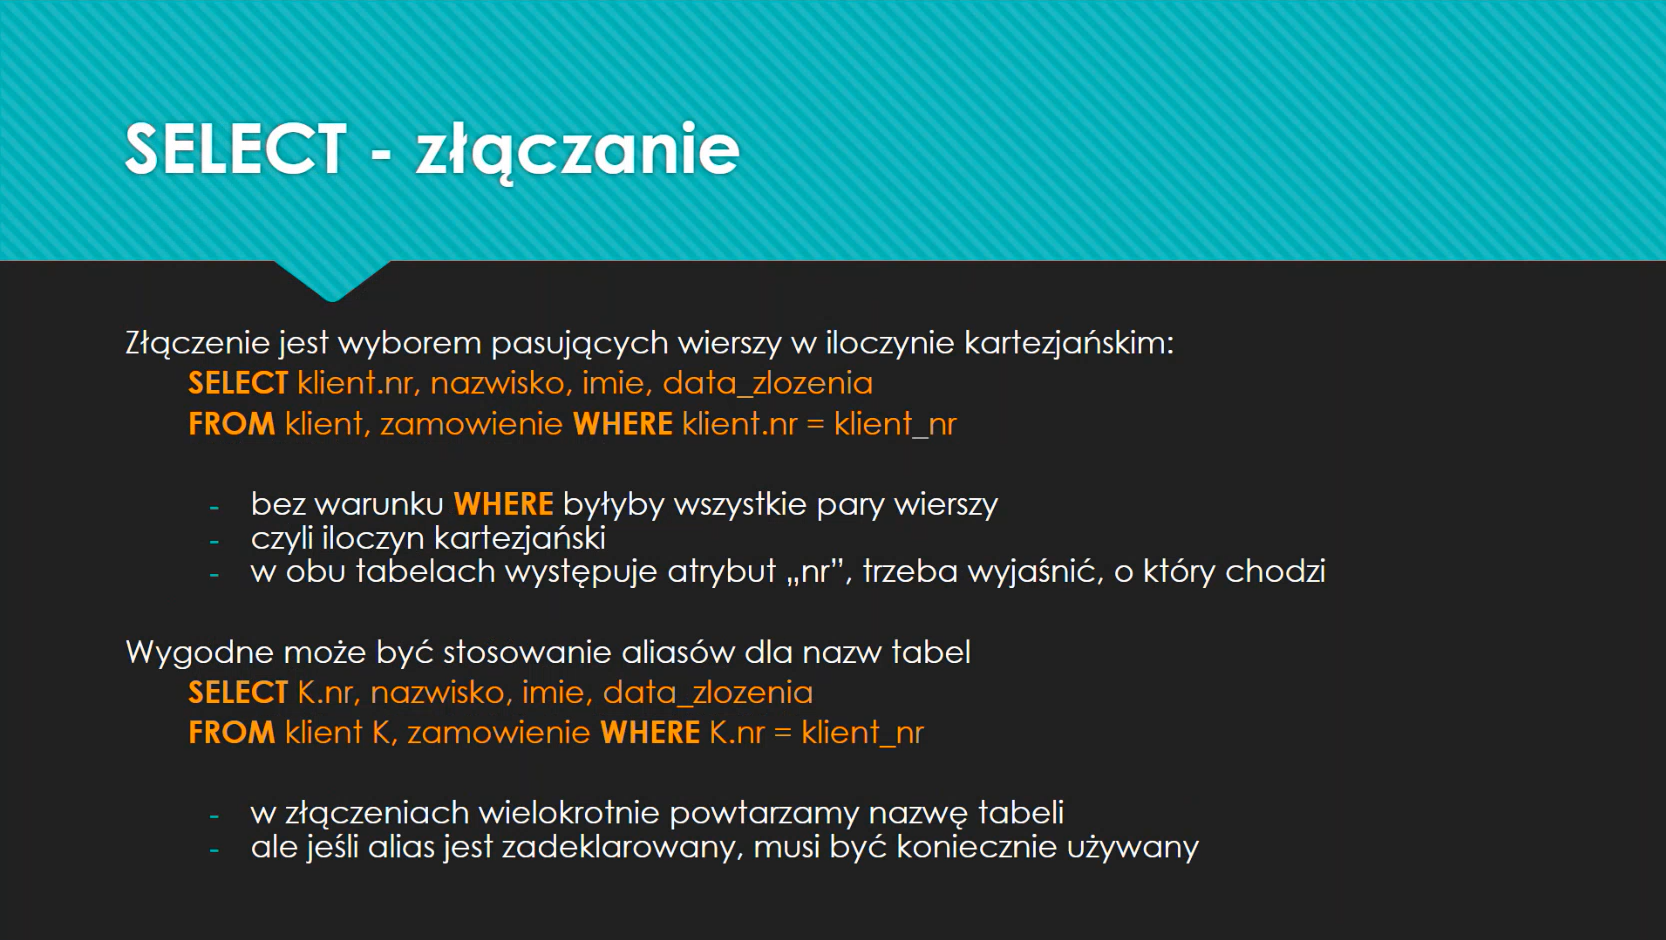 SELECT - złączanie
Złączenie jest wyborem pasujących wierszy w iloczynie kartezjańskim:
SELECT klient.nr, nazwisko, imie, data_zlozenia
FROM klient, zamowienie WHERE klient.nr = klient_nr
- bez warunku WHERE byłyby wszystkie pary wierszy
- czyli iloczyn kartezjański
- w obu tabelach występuje atrybut „nr”, trzeba wyjaśnić, o który chodzi
Wygodne może być stosowanie aliasów dla nazw tabel
SELECT K.nr, nazwisko, imie, data_zlozenia
FROM klient K, zamowienie WHERE K.nr = klient_nr
- w złączeniach wielokrotnie powtarzamy nazwę tabeli
- ale jeśli alias jest zadeklarowany, musi być koniecznie używany